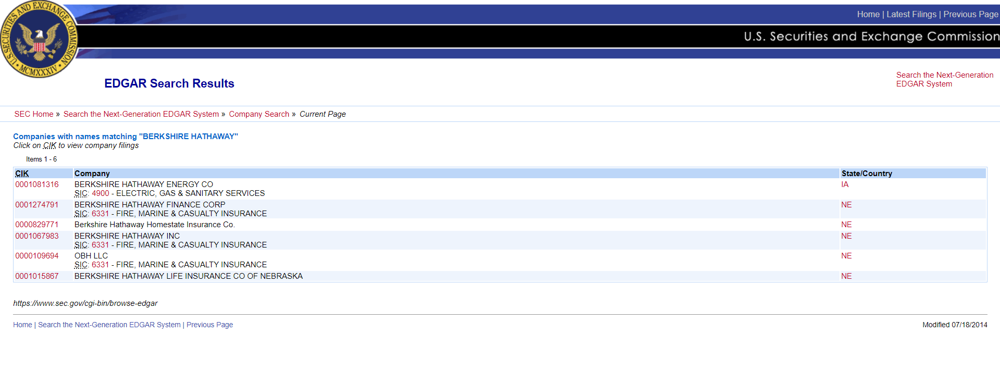 U.S. SECURITIES AND EXCHANGE COMMISSION
MCMXXXIV
Home | Latest Filings | Previous Page
U.S. Securities and Exchange Commission
EDGAR Search Results
Search the Next-Generation
EDGAR System
SEC Home » Search the Next-Generation EDGAR System » Company Search » Current Page
Companies with names matching "BERKSHIRE HATHAWAY"
Click on CIK to view company filings
Items 1 - 6
CIK Company State/Country
0001081316 BERKSHIRE HATHAWAY ENERGY CO IA
SIC: 4900 - ELECTRIC, GAS & SANITARY SERVICES
0001274791 BERKSHIRE HATHAWAY FINANCE CORP NE
SIC: 6331 - FIRE, MARINE & CASUALTY INSURANCE
0000829771 Berkshire Hathaway Homestate Insurance Co. NE
0001067983 BERKSHIRE HATHAWAY INC NE
SIC: 6331 - FIRE, MARINE & CASUALTY INSURANCE
0000109694 OBH LLC NE
SIC: 6331 - FIRE, MARINE & CASUALTY INSURANCE
0001015867 BERKSHIRE HATHAWAY LIFE INSURANCE CO OF NEBRASKA NE
https://www.sec.gov/cgi-bin/browse-edgar
Home | Search the Next-Generation EDGAR System | Previous Page Modified 07/18/2014